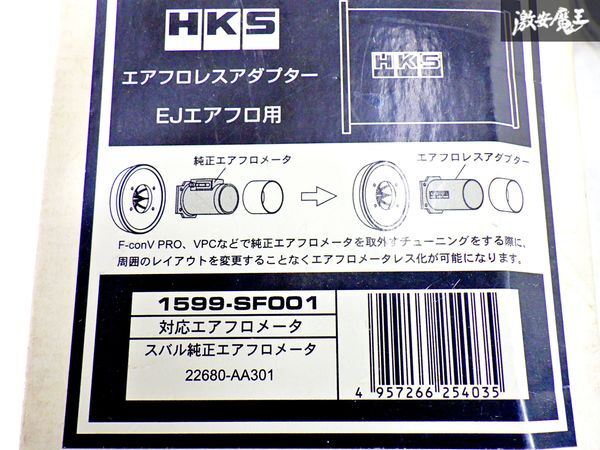 激安魔王
HKS
HKS
エアフロレスアダプター
EJエアフロ用
純正エアフロメータ
エアフロレスアダプター
F-conV PRO、VPCなどで純正エアフロメータを取外すチューニングをする際に、
周囲のレイアウトを変更することなくエアフロメータレス化が可能になります。
1599-SF001
対応エアフロメータ
スバル純正エアフロメータ
22680-AA301
4 957266 254035